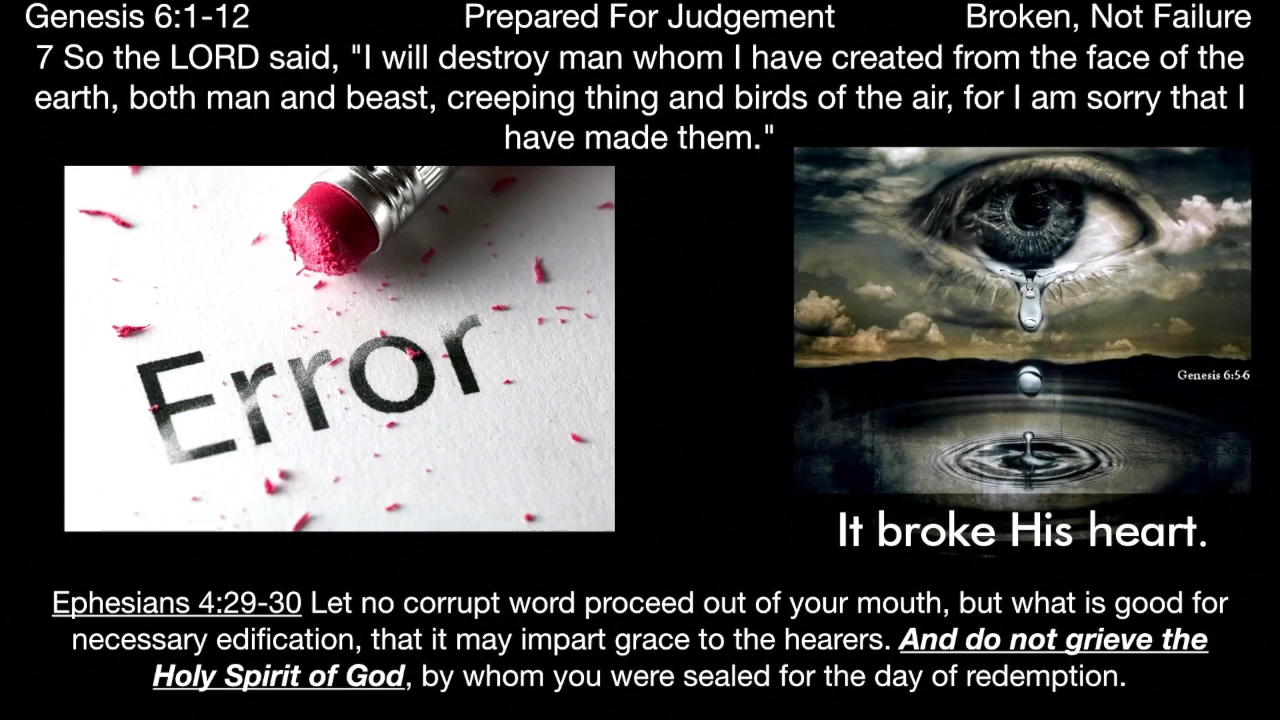 Genesis 6:1-12 Prepared For Judgement Broken, Not Failure
7 So the LORD said, "I will destroy man whom I have created from the face of the
earth, both man and beast, creeping thing and birds of the air, for I am sorry that I
have made them."
Error
Genesis 6:5-6
It broke His heart.
Ephesians 4:29-30 Let no corrupt word proceed out of your mouth, but what is good for
necessary edification, that it may impart grace to the hearers. And do not grieve the
Holy Spirit of God, by whom you were sealed for the day of redemption.